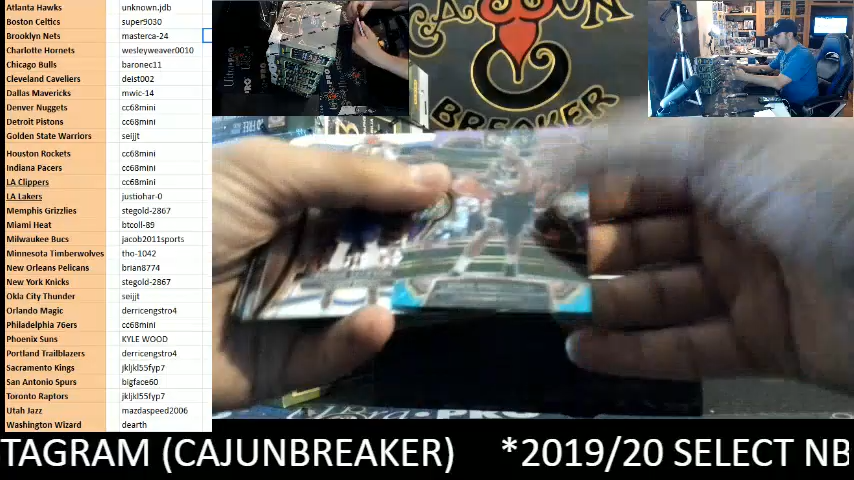 Atlanta Hawks unknown.jdb
Boston Celtics super9030
Brooklyn Nets masterca-24
Charlotte Hornets wesleyweaver0010
Chicago Bulls baronec11
Cleveland Cavaliers deist002
Dallas Mavericks mwic-14
Denver Nuggets cc68mini
Detroit Pistons cc68mini
Golden State Warriors seijjt
Houston Rockets cc68mini
Indiana Pacers cc68mini
LA Clippers cc68mini
LA Lakers justiohar-0
Memphis Grizzlies stegold-2867
Miami Heat btcoll-89
Milwaukee Bucs jacob2011sports
Minnesota Timberwolves tho-1042
New Orleans Pelicans brian8774
New York Knicks stegold-2867
Okla City Thunder seijjt
Orlando Magic derricengstro4
Philadelphia 76ers cc68mini
Phoenix Suns KYLE WOOD
Portland Trailblazers derricengstro4
Sacramento Kings jkljkl55fyp7
San Antonio Spurs bigface60
Toronto Raptors jkljkl55fyp7
Utah Jazz mazdaspeed2006
Washington Wizard dearth
BREAKER
PRO
TAGRAM (CAJUNBREAKER) *2019/20 SELECT NB